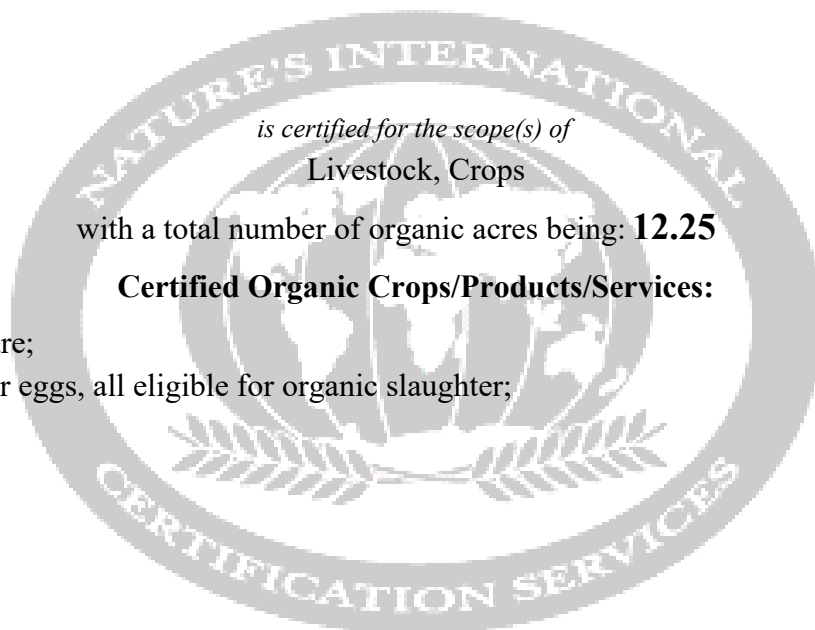 NATURE'S INTERNATIONAL
is certified for the scope(s) of
Livestock, Crops
with a total number of organic acres being: 12.25
Certified Organic Crops/Products/Services:
re;
r eggs, all eligible for organic slaughter;
CERTIFICATION SERVICES